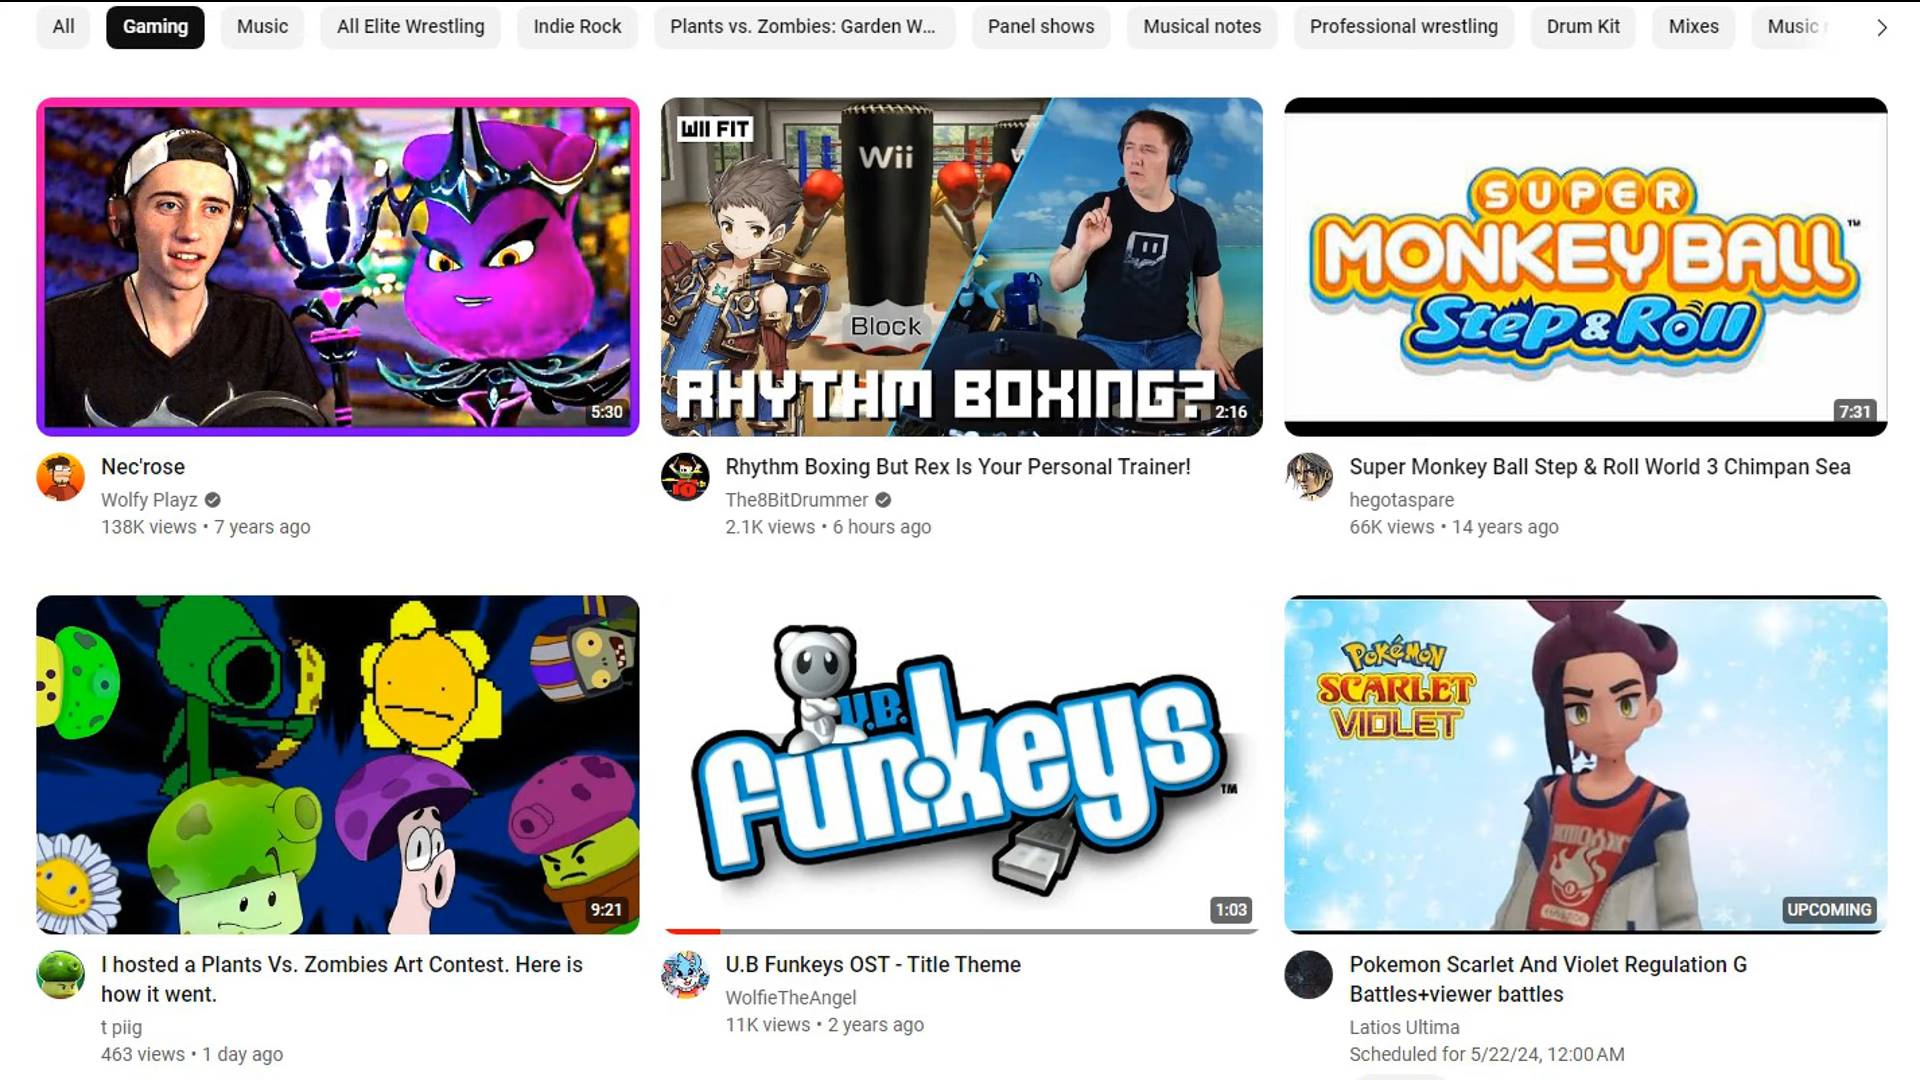 All
Gaming
Music
All Elite Wrestling
Indie Rock
Plants vs. Zombies: Garden W...
Panel shows
Musical notes
Professional wrestling
Drum Kit
Mixes
Music
5:30
WII FIT
Wii
Block
RHYTHM BOXING?
2:16
SUPER
MONKEY BALL™
Step & Roll
7:31
Nec'rose
Wolfy Playz
138K views • 7 years ago
Rhythm Boxing But Rex Is Your Personal Trainer!
The8BitDrummer
2.1K views • 6 hours ago
Super Monkey Ball Step & Roll World 3 Chimpan Sea
hegotaspare
66K views • 14 years ago
9:21
U.B.
funkeys™
1:03
POKÉMON
SCARLET
VIOLET
UPCOMING
I hosted a Plants Vs. Zombies Art Contest. Here is
how it went.
t piig
463 views • 1 day ago
U.B Funkeys OST - Title Theme
WolfieTheAngel
11K views • 2 years ago
Pokemon Scarlet And Violet Regulation G
Battles+viewer battles
Latios Ultima
Scheduled for 5/22/24, 12:00 AM